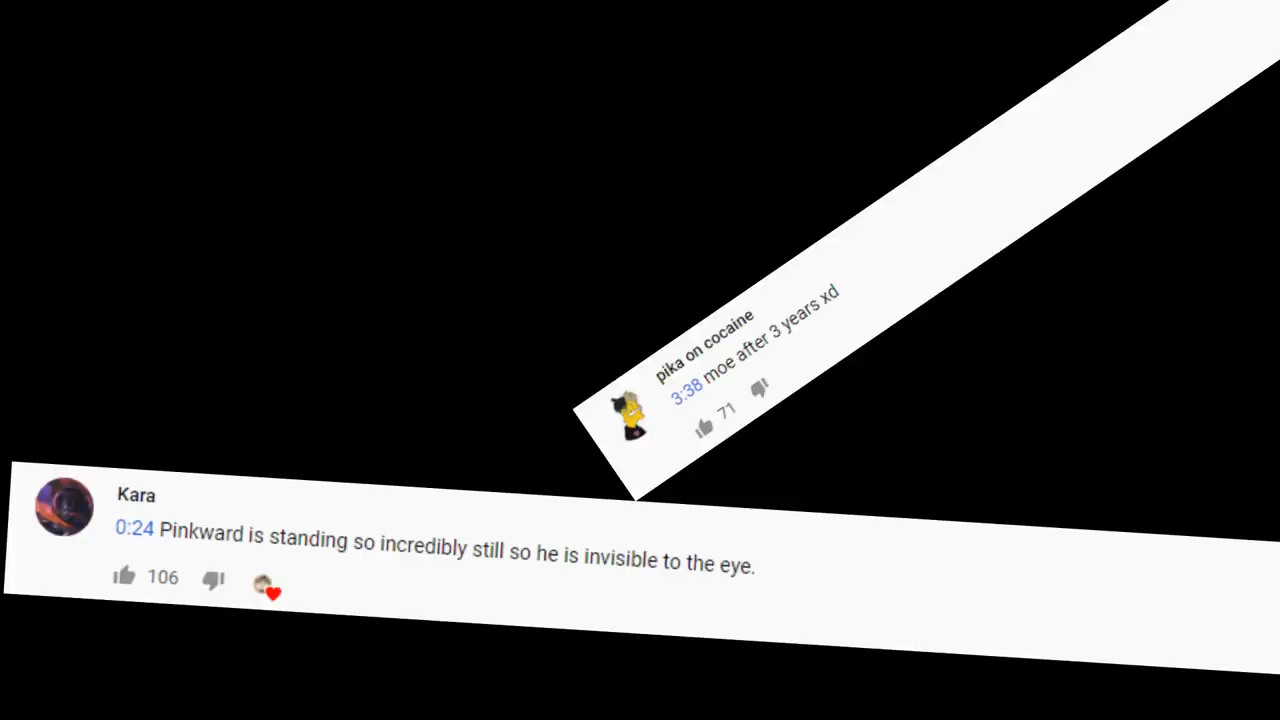 pika on cocaine
3:38 moe after 3 years xd
71
Kara
0:24 Pinkward is standing so incredibly still so he is invisible to the eye.
106